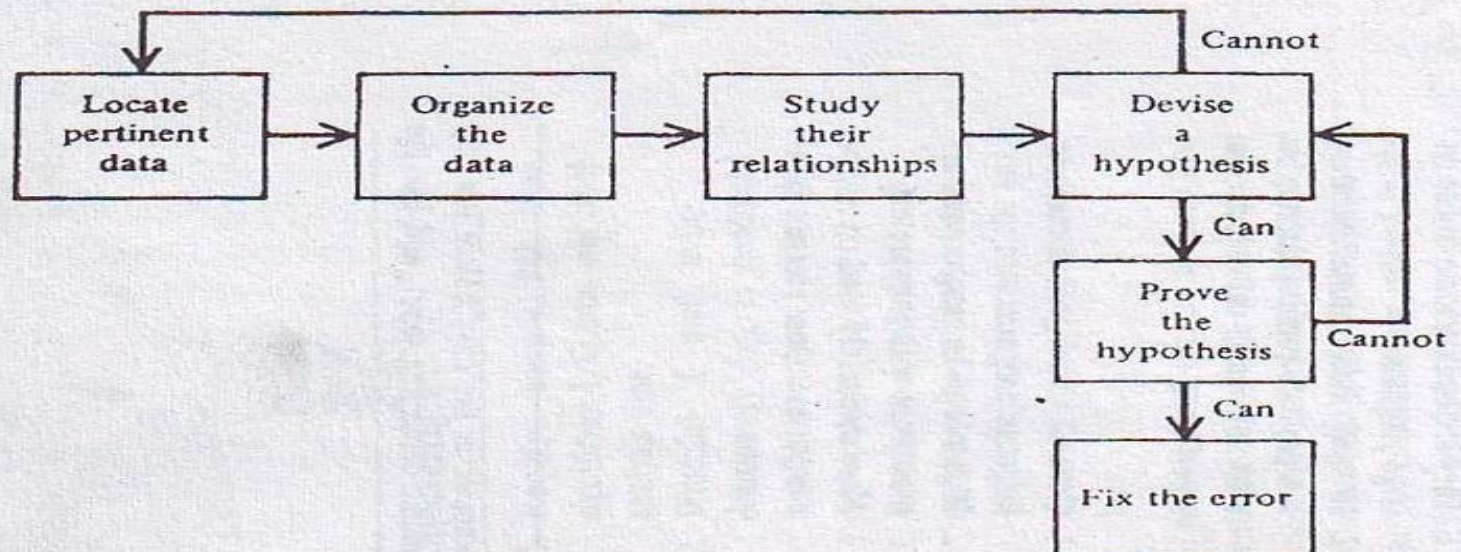 Cannot
Locate
pertinent
data
Organize
the
data
Study
their
relationships
Devise
a
hypothesis
Can
Prove
the
hypothesis
Cannot
Can
Fix the error